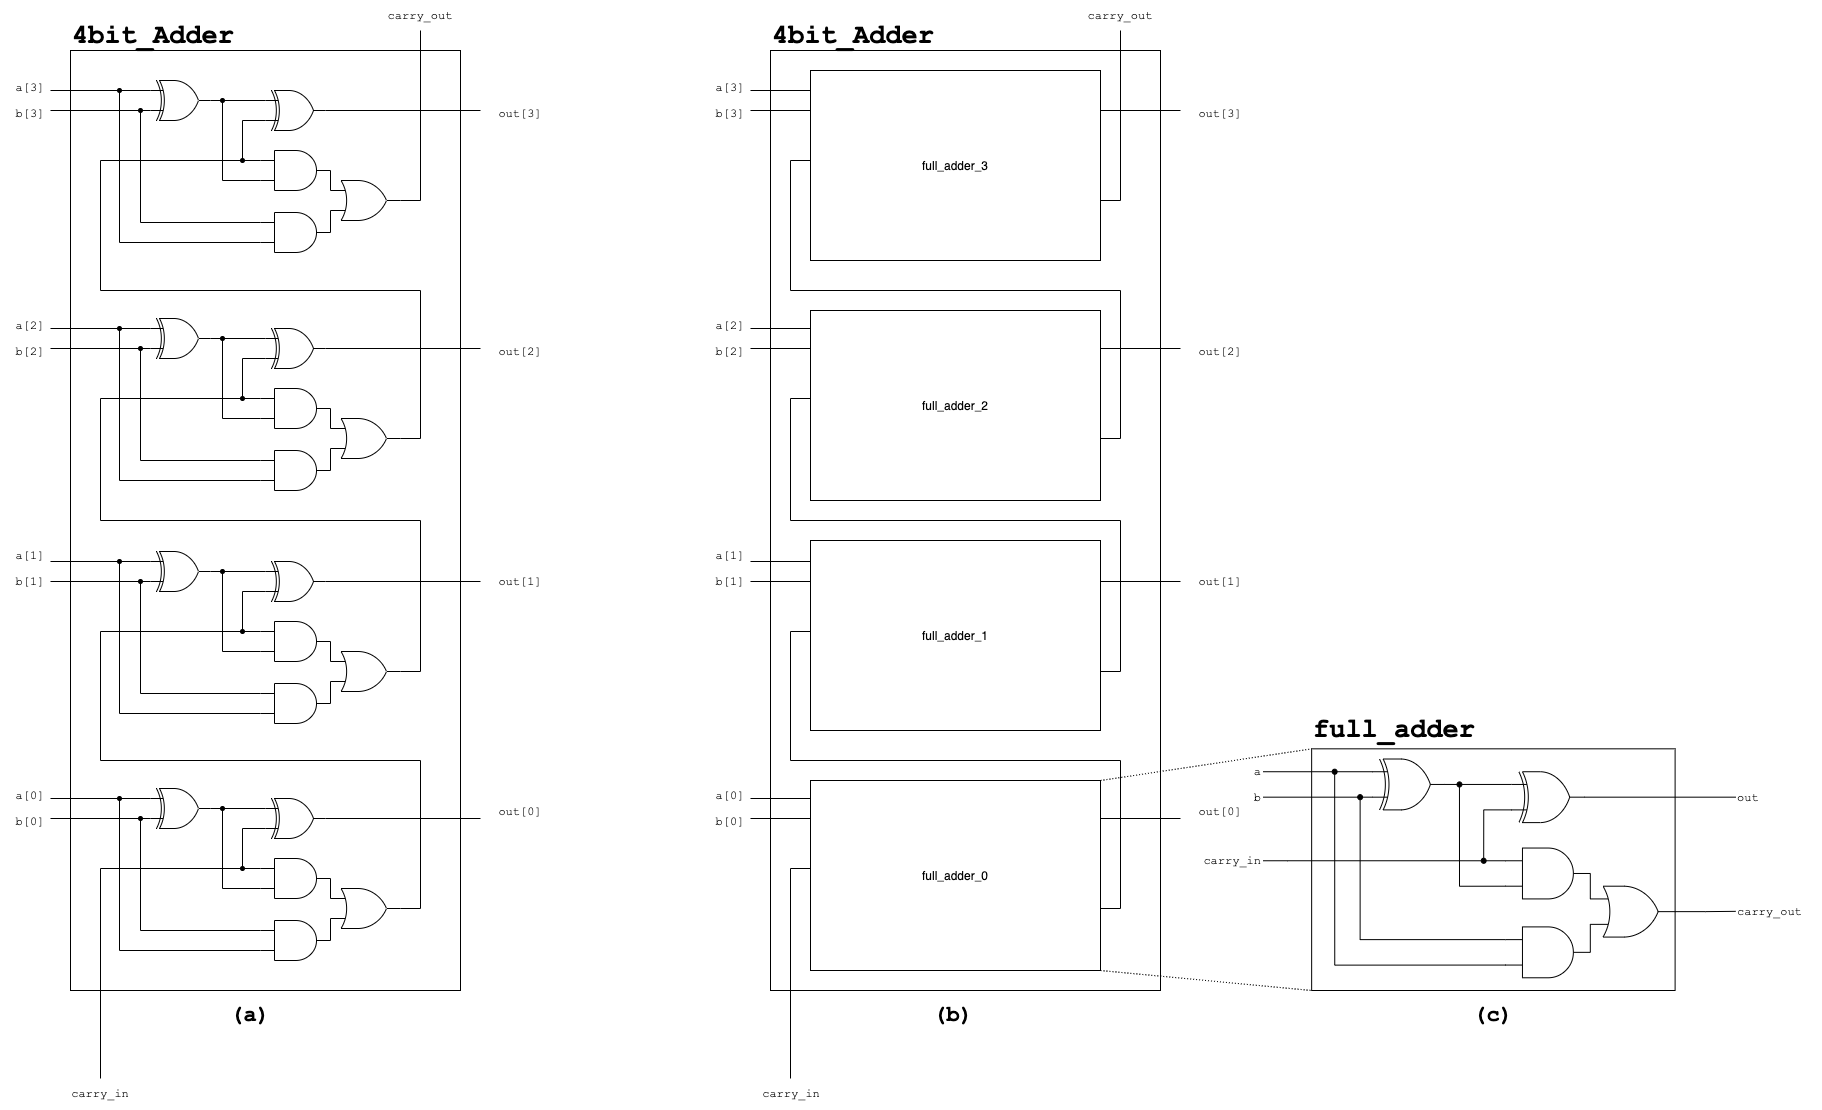 carry_out
4bit_Adder
a[3]
b[3]
out[3]
a[2]
b[2]
out[2]
a[1]
b[1]
out[1]
a[0]
b[0]
out[0]
(a)
carry_in
carry_out
4bit_Adder
a[3]
b[3]
out[3]
full_adder_3
a[2]
b[2]
out[2]
full_adder_2
a[1]
b[1]
out[1]
full_adder_1
a[0]
b[0]
out[0]
full_adder_0
(b)
carry_in
full_adder
a
b
out
carry_in
carry_out
(c)